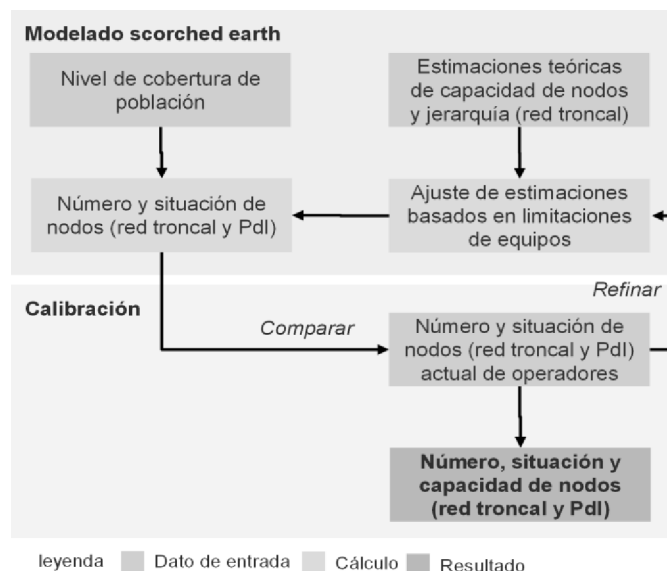 Modelado scorched earth
Nivel de cobertura de
población
Estimaciones teóricas
de capacidad de nodos
y jerarquía (red troncal)
Número y situación de
nodos (red troncal y PdI)
Ajuste de estimaciones
basados en limitaciones
de equipos
Refinar
Calibración
Comparar
Número y situación de
nodos (red troncal y PdI)
actual de operadores
Número, situación y
capacidad de nodos
(red troncal y PdI)
leyenda Dato de entrada Cálculo Resultado